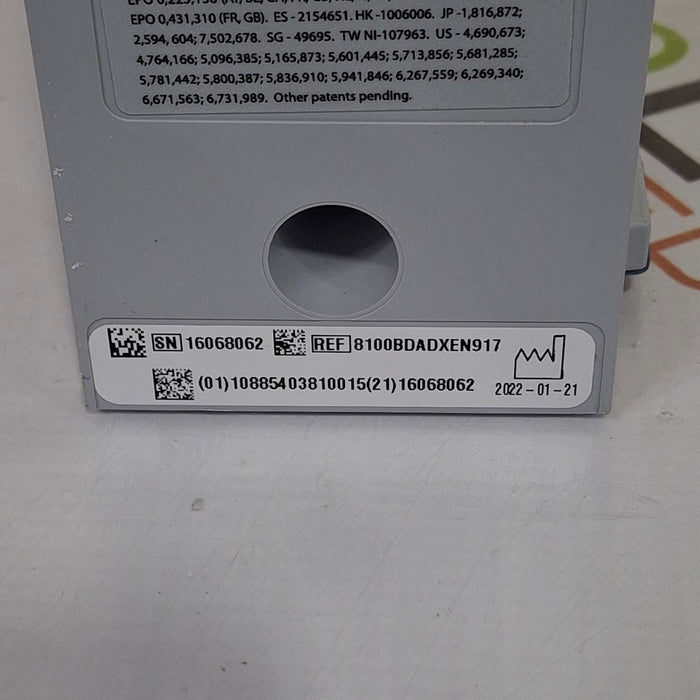 EPO 0,431,310 (FR, GB). ES - 2154651. HK -1006006. JP -1,816,872;
2,594,604; 7,502,678. SG - 49695. TW NI-107963. US - 4,690,673;
4,764,166; 5,096,385; 5,165,873; 5,601,445; 5,713,856; 5,681,285;
5,781,442; 5,800,387; 5,836,910; 5,941,846; 6,267,559; 6,269,340;
6,671,563; 6,731,989. Other patents pending.
SN 16068062 REF 8100BDADXEN917
(01)10885403810015(21)16068062 2022-01-21